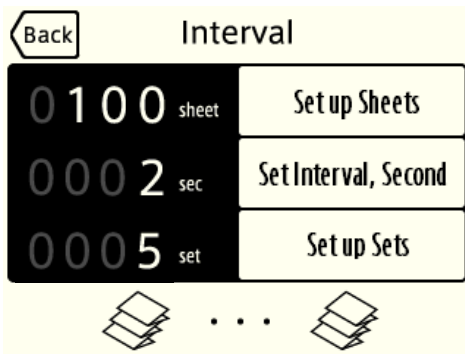 Back Interval
0100 sheet Set up Sheets
0002 sec Set Interval, Second
0005 set Set up Sets